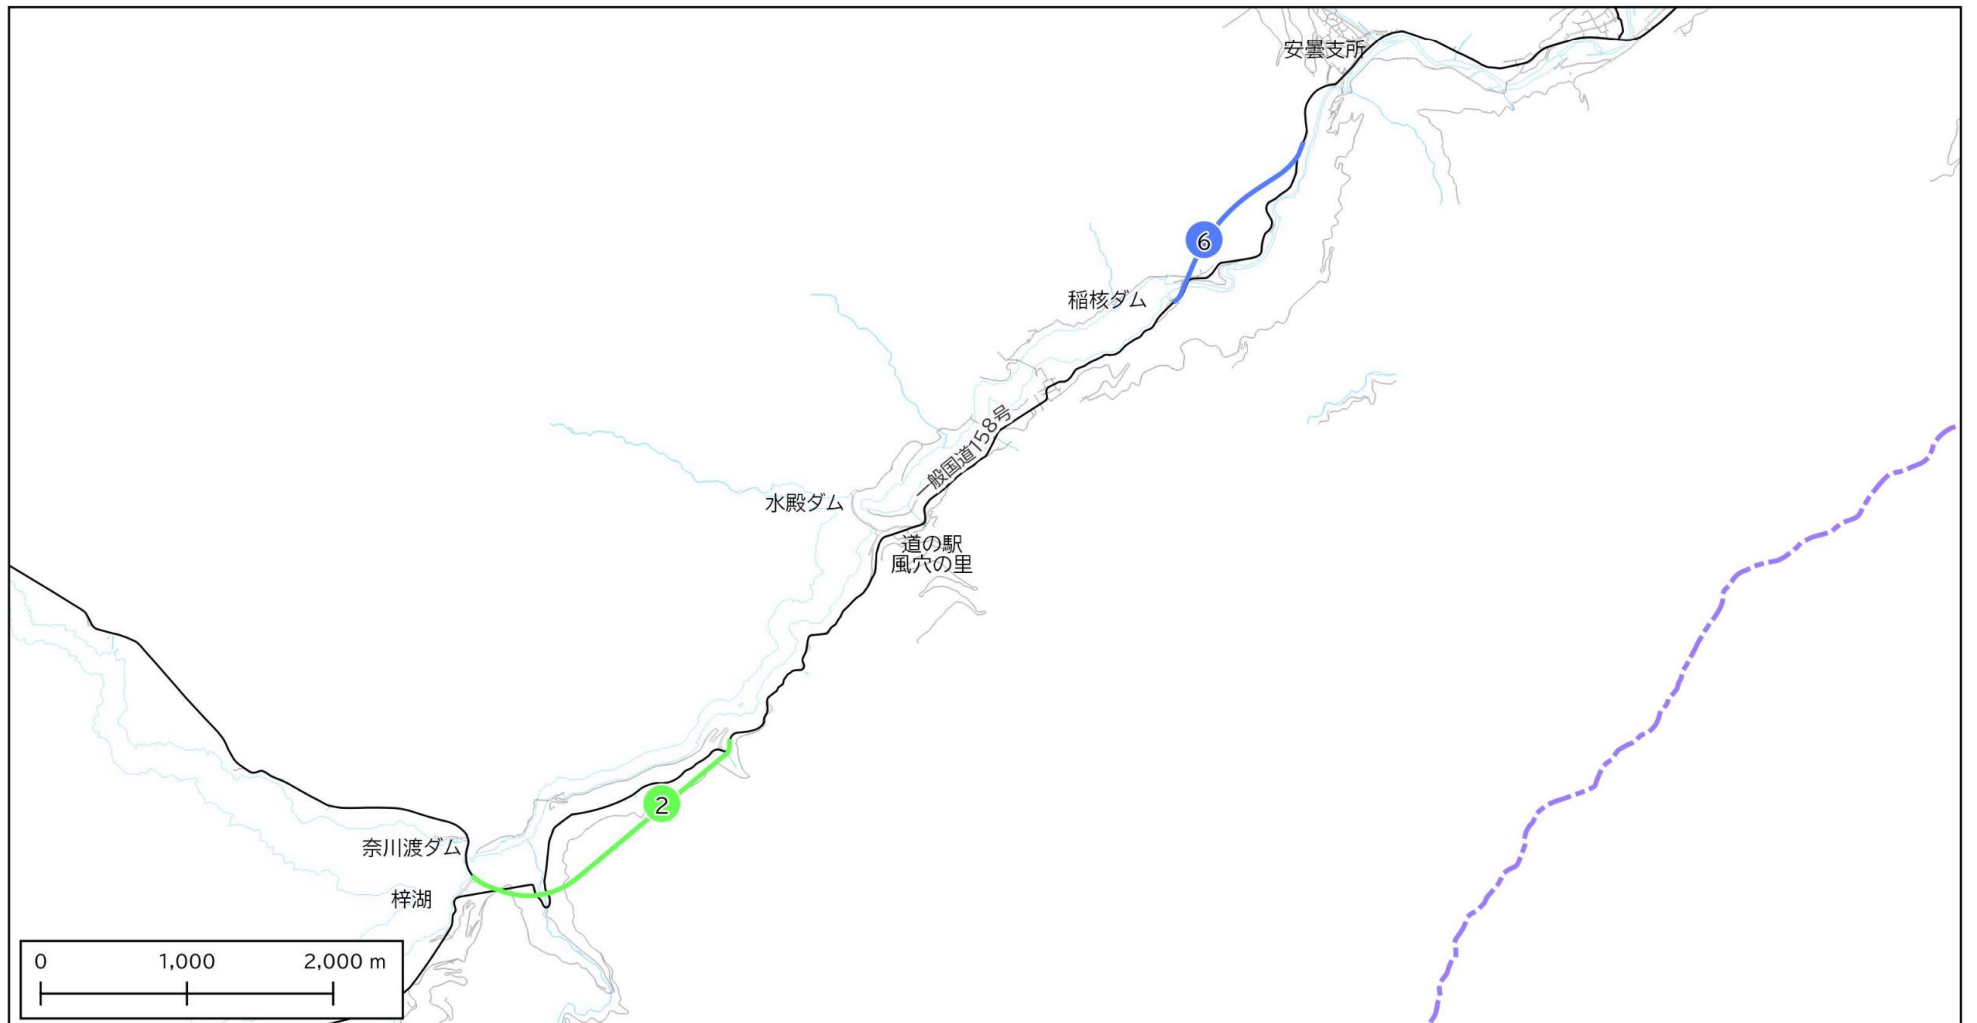 安曇支所
6
稲核ダム
一般国道158号
水殿ダム
道の駅
風穴の里
2
奈川渡ダム
梓湖
0 1,000 2,000 m